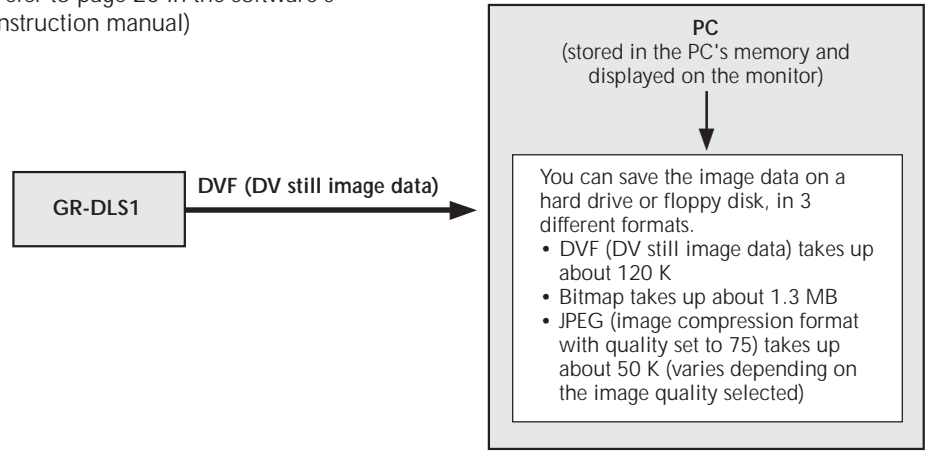 refer to page 20 in the software's
instruction manual)
GR-DLS1
DVF (DV still image data)
PC
(stored in the PC's memory and
displayed on the monitor)
You can save the image data on a
hard drive or floppy disk, in 3
different formats.
• DVF (DV still image data) takes up
about 120 K
• Bitmap takes up about 1.3 MB
• JPEG (image compression format
with quality set to 75) takes up
about 50 K (varies depending on
the image quality selected)